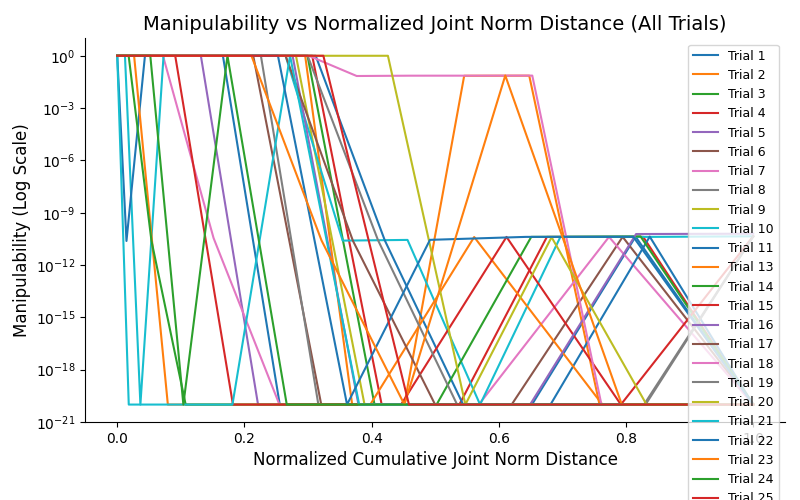 Manipulability vs Normalized Joint Norm Distance (All Trials)
Manipulability (Log Scale)
10^0
10^-3
10^-6
10^-9
10^-12
10^-15
10^-18
10^-21
0.0
0.2
0.4
0.6
0.8
Normalized Cumulative Joint Norm Distance
Trial 1
Trial 2
Trial 3
Trial 4
Trial 5
Trial 6
Trial 7
Trial 8
Trial 9
Trial 10
Trial 11
Trial 13
Trial 14
Trial 15
Trial 16
Trial 17
Trial 18
Trial 19
Trial 20
Trial 21
Trial 22
Trial 23
Trial 24
Trial 25